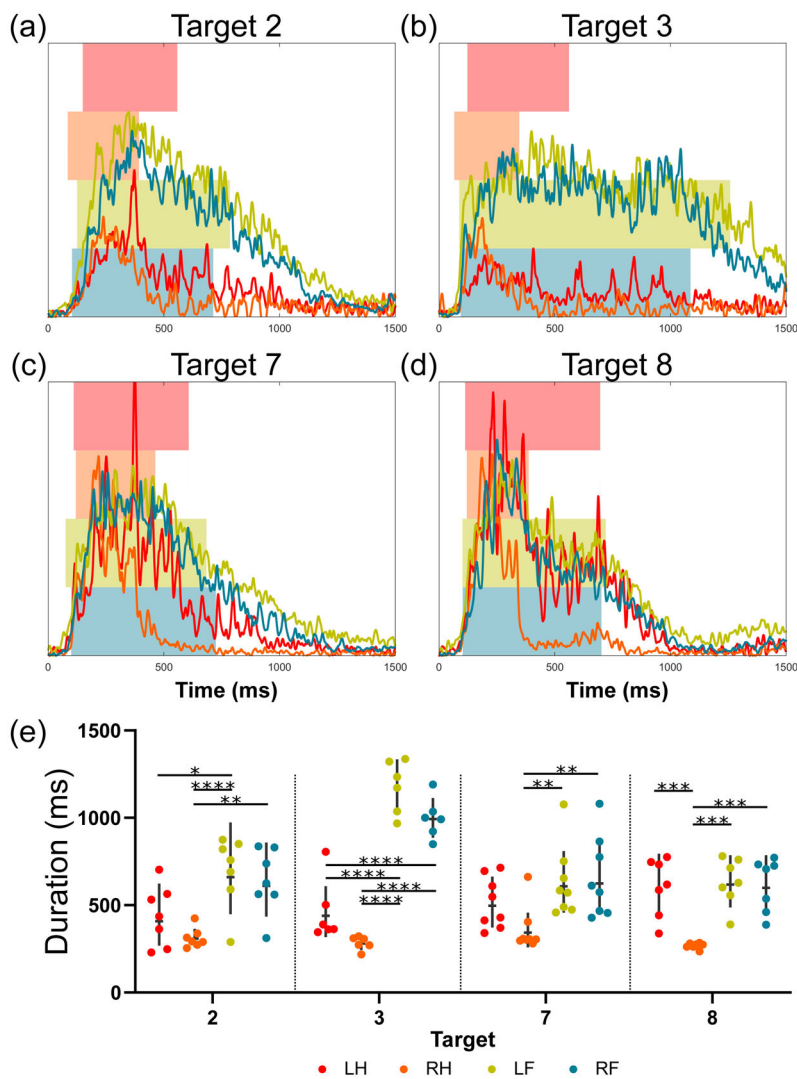 (a) Target 2
(b) Target 3
0 500 1000 1500
0 500 1000 1500
(c) Target 7
(d) Target 8
0 500 1000 1500
0 500 1000 1500
Time (ms)
Time (ms)
(e)
Duration (ms)
1500
1000
500
0
*
****
**
****
****
****
****
**
**
***
***
***
2 3 7 8
Target
LH RH LF RF